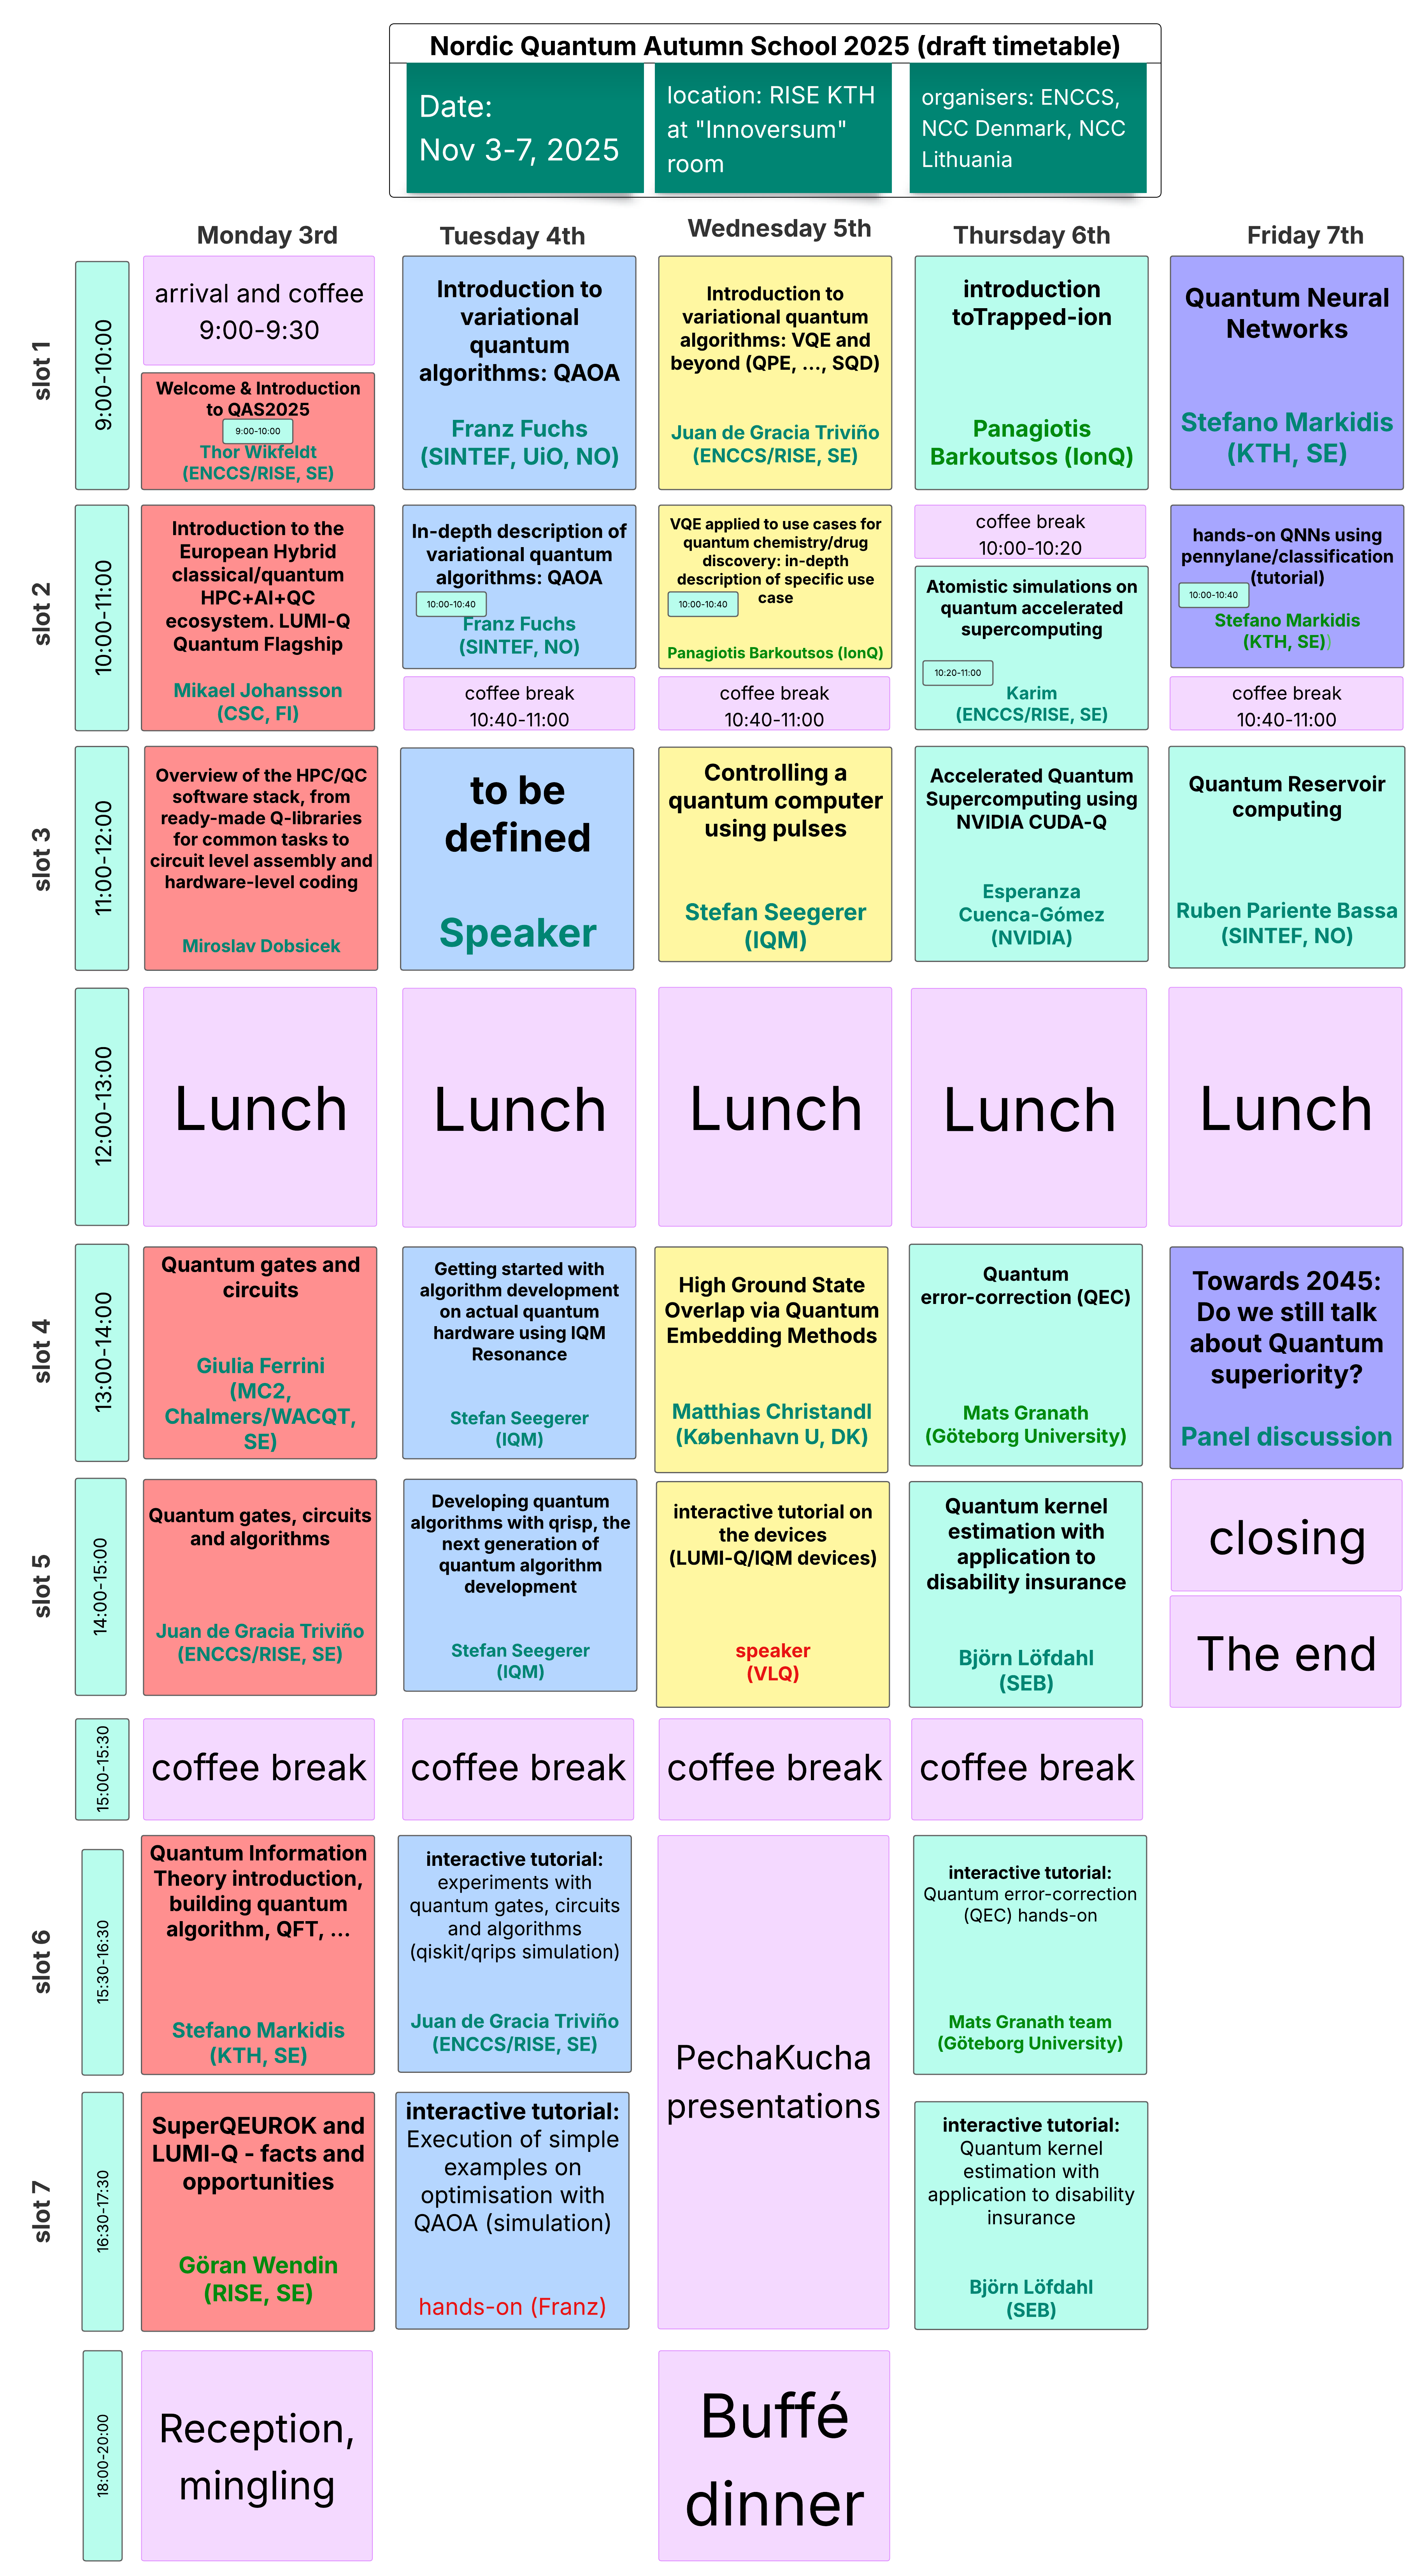 Nordic Quantum Autumn School 2025 (draft timetable)
Date:
Nov 3-7, 2025
location: RISE KTH
at "Innoversum"
room
organisers: ENCCS,
NCC Denmark, NCC
Lithuania
Monday 3rd
Tuesday 4th
Wednesday 5th
Thursday 6th
Friday 7th
slot 1
9:00-10:00
arrival and coffee
9:00-9:30
Welcome & Introduction
to QAS2025
9:00-10:00
Thor Wikfeldt
(ENCCS/RISE, SE)
Introduction to
variational
quantum
algorithms: QAOA
Franz Fuchs
(SINTEF, UiO, NO)
Introduction to
variational quantum
algorithms: VQE and
beyond (QPE, ..., SQD)
Juan de Gracia Triviño
(ENCCS/RISE, SE)
introduction
toTrapped-ion
Panagiotis
Barkoutsos (IonQ)
Quantum Neural
Networks
Stefano Markidis
(KTH, SE)
slot 2
10:00-11:00
Introduction to the
European Hybrid
classical/quantum
HPC+AI+QC
ecosystem. LUMI-Q
Quantum Flagship
Mikael Johansson
(CSC, FI)
In-depth description of
variational quantum
algorithms: QAOA
10:00-10:40
Franz Fuchs
(SINTEF, NO)
coffee break
10:40-11:00
VQE applied to use cases for
quantum chemistry/drug
discovery: in-depth
description of specific use
case
10:00-10:40
Panagiotis Barkoutsos (IonQ)
coffee break
10:40-11:00
coffee break
10:00-10:20
Atomistic simulations on
quantum accelerated
supercomputing
10:20-11:00
Karim
(ENCCS/RISE, SE)
hands-on QNNs using
pennylane/classification
(tutorial)
10:00-10:40
Stefano Markidis
(KTH, SE))
coffee break
10:40-11:00
slot 3
11:00-12:00
Overview of the HPC/QC
software stack, from
ready-made Q-libraries
for common tasks to
circuit level assembly and
hardware-level coding
Miroslav Dobsicek
to be
defined
Speaker
Controlling a
quantum computer
using pulses
Stefan Seegerer
(IQM)
Accelerated Quantum
Supercomputing using
NVIDIA CUDA-Q
Esperanza
Cuenca-Gómez
(NVIDIA)
Quantum Reservoir
computing
Ruben Pariente Bassa
(SINTEF, NO)
12:00-13:00
Lunch
Lunch
Lunch
Lunch
Lunch
slot 4
13:00-14:00
Quantum gates and
circuits
Giulia Ferrini
(MC2,
Chalmers/WACQT,
SE)
Getting started with
algorithm development
on actual quantum
hardware using IQM
Resonance
Stefan Seegerer
(IQM)
High Ground State
Overlap via Quantum
Embedding Methods
Matthias Christandl
(København U, DK)
Quantum
error-correction (QEC)
Mats Granath
(Göteborg University)
Towards 2045:
Do we still talk
about Quantum
superiority?
Panel discussion
slot 5
14:00-15:00
Quantum gates, circuits
and algorithms
Juan de Gracia Triviño
(ENCCS/RISE, SE)
Developing quantum
algorithms with qrisp, the
next generation of
quantum algorithm
development
Stefan Seegerer
(IQM)
interactive tutorial on
the devices
(LUMI-Q/IQM devices)
speaker
(VLQ)
Quantum kernel
estimation with
application to
disability insurance
Björn Löfdahl
(SEB)
closing
The end
15:00-15:30
coffee break
coffee break
coffee break
coffee break
slot 6
15:30-16:30
Quantum Information
Theory introduction,
building quantum
algorithm, QFT, ...
Stefano Markidis
(KTH, SE)
interactive tutorial:
experiments with
quantum gates, circuits
and algorithms
(qiskit/qrips simulation)
Juan de Gracia Triviño
(ENCCS/RISE, SE)
PechaKucha
presentations
interactive tutorial:
Quantum error-correction
(QEC) hands-on
Mats Granath team
(Göteborg University)
slot 7
16:30-17:30
SuperQEUROK and
LUMI-Q - facts and
opportunities
Göran Wendin
(RISE, SE)
interactive tutorial:
Execution of simple
examples on
optimisation with
QAOA (simulation)
hands-on (Franz)
interactive tutorial:
Quantum kernel
estimation with
application to disability
insurance
Björn Löfdahl
(SEB)
18:00-20:00
Reception,
mingling
Buffé
dinner